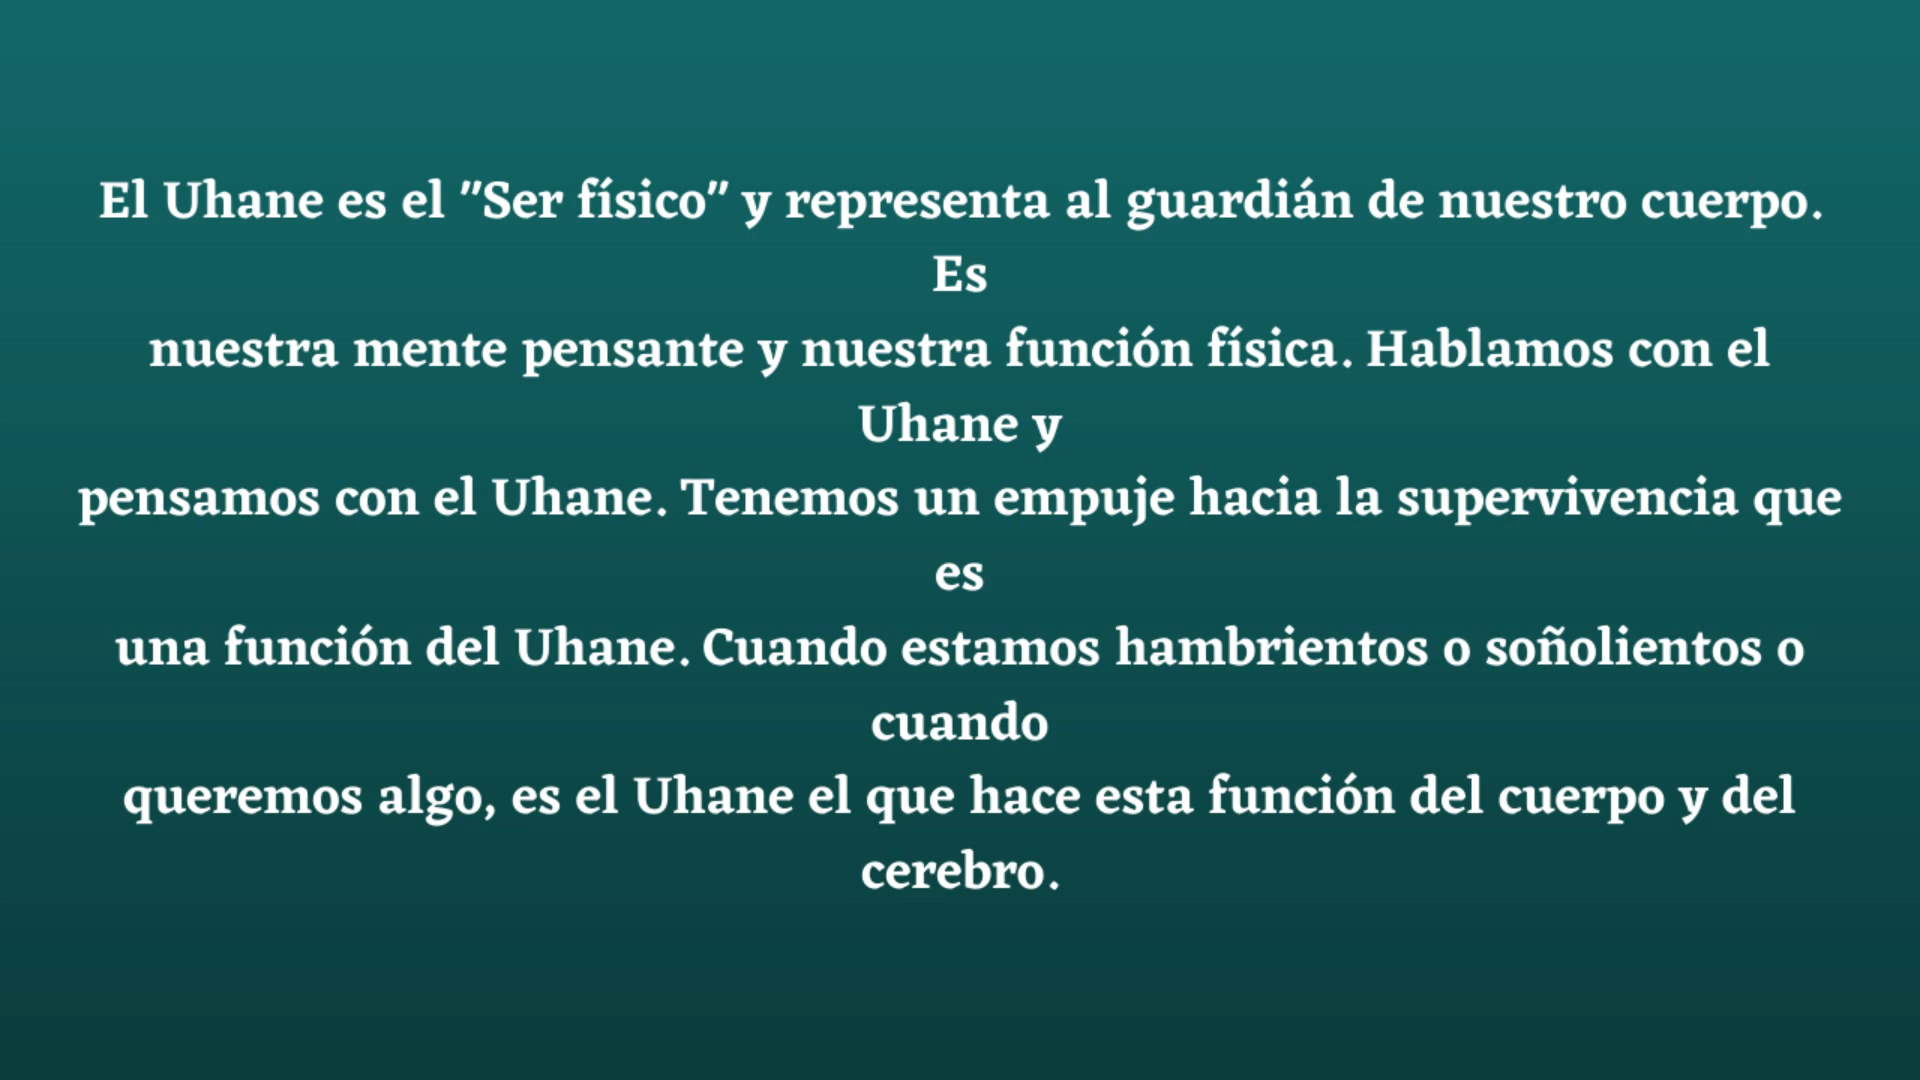 El Uhane es el "Ser físico" y representa al guardián de nuestro cuerpo.
Es
nuestra mente pensante y nuestra función física. Hablamos con el
Uhane y
pensamos con el Uhane. Tenemos un empuje hacia la supervivencia que
es
una función del Uhane. Cuando estamos hambrientos o soñolientos o
cuando
queremos algo, es el Uhane el que hace esta función del cuerpo y del
cerebro.